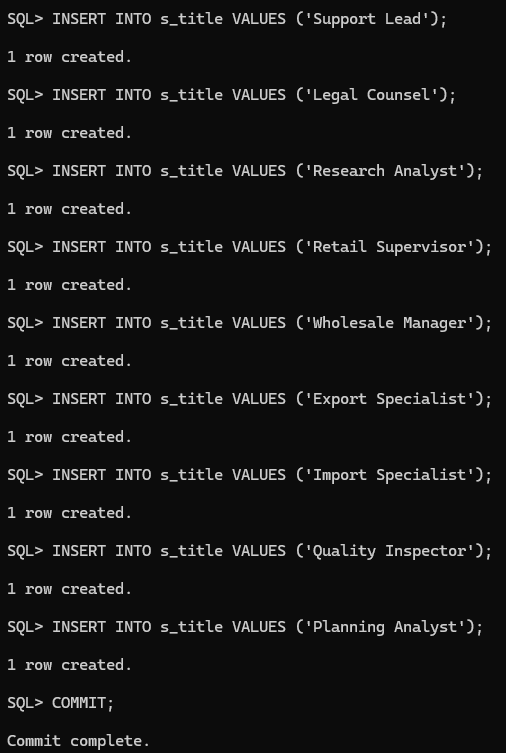 SQL> INSERT INTO s_title VALUES ('Support Lead');
1 row created.
SQL> INSERT INTO s_title VALUES ('Legal Counsel');
1 row created.
SQL> INSERT INTO s_title VALUES ('Research Analyst');
1 row created.
SQL> INSERT INTO s_title VALUES ('Retail Supervisor');
1 row created.
SQL> INSERT INTO s_title VALUES ('Wholesale Manager');
1 row created.
SQL> INSERT INTO s_title VALUES ('Export Specialist');
1 row created.
SQL> INSERT INTO s_title VALUES ('Import Specialist');
1 row created.
SQL> INSERT INTO s_title VALUES ('Quality Inspector');
1 row created.
SQL> INSERT INTO s_title VALUES ('Planning Analyst');
1 row created.
SQL> COMMIT;
Commit complete.